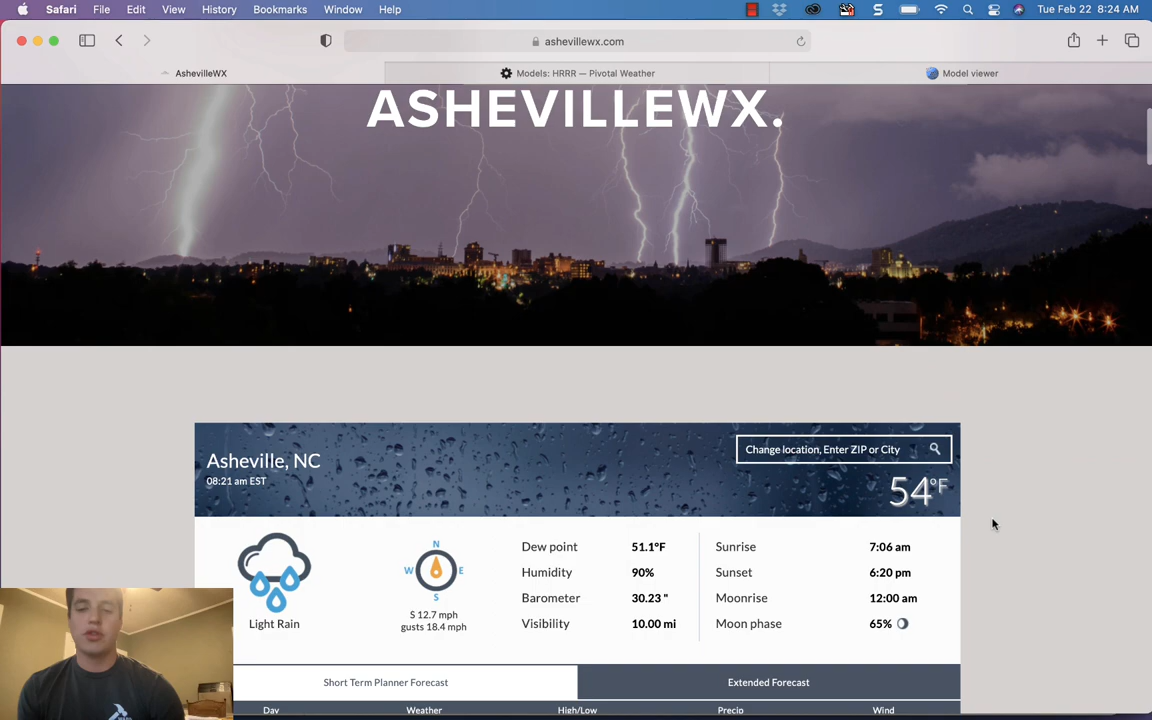 Safari File Edit View History Bookmarks Window Help Tue Feb 22 8:24 AM
ashevillewx.com
AshevilleWX Models: HRRR — Pivotal Weather Model viewer
ASHEVILLEWX.
Asheville, NC
08:21 am EST
Change location, Enter ZIP or City
54°F
N
W E
S
S 12.7 mph
gusts 18.4 mph
Light Rain
Dew point 51.1°F Sunrise 7:06 am
Humidity 90% Sunset 6:20 pm
Barometer 30.23 " Moonrise 12:00 am
Visibility 10.00 mi Moon phase 65%
Short Term Planner Forecast Extended Forecast
Day Weather High/Low Precip Wind